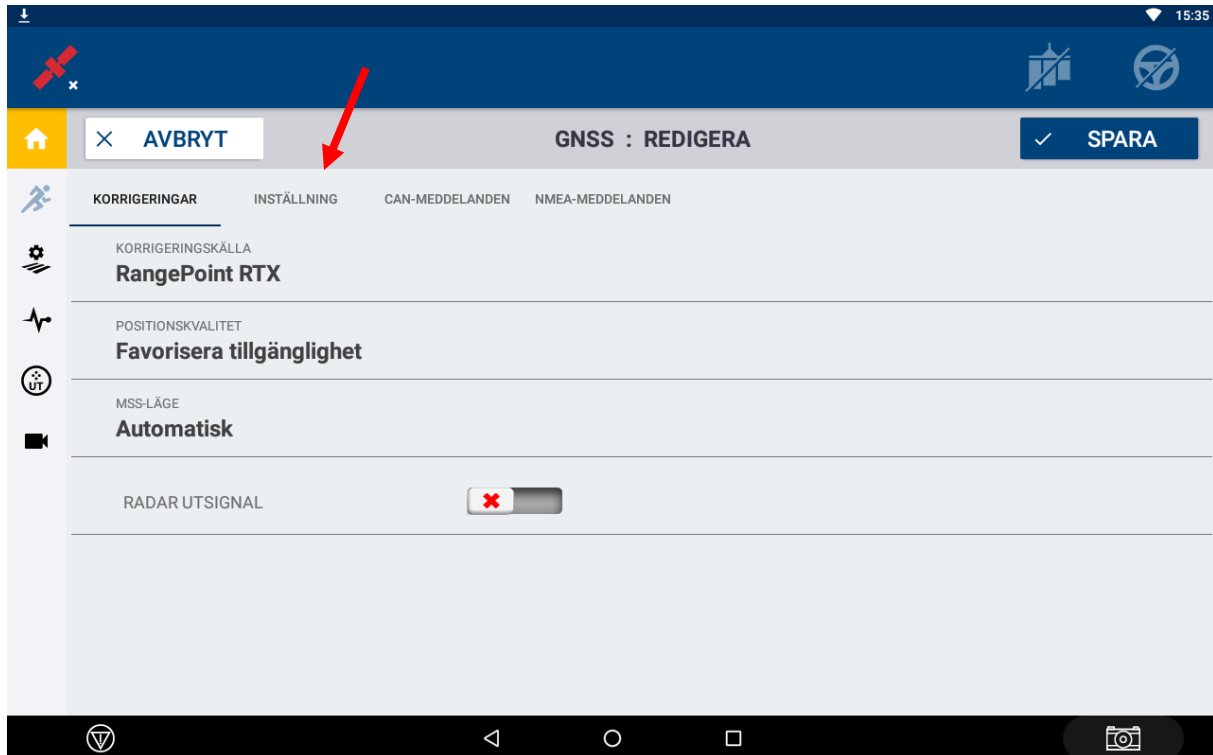 15:35
AVBRYT
GNSS : REDIGERA
SPARA
KORRIGERINGAR INSTÄLLNING CAN-MEDDELANDEN NMEA-MEDDELANDEN
KORRIGERINGSKÄLLA
RangePoint RTX
POSITIONSKVALITET
Favorisera tillgänglighet
MSS-LÄGE
Automatisk
RADAR UTSIGNAL
UT